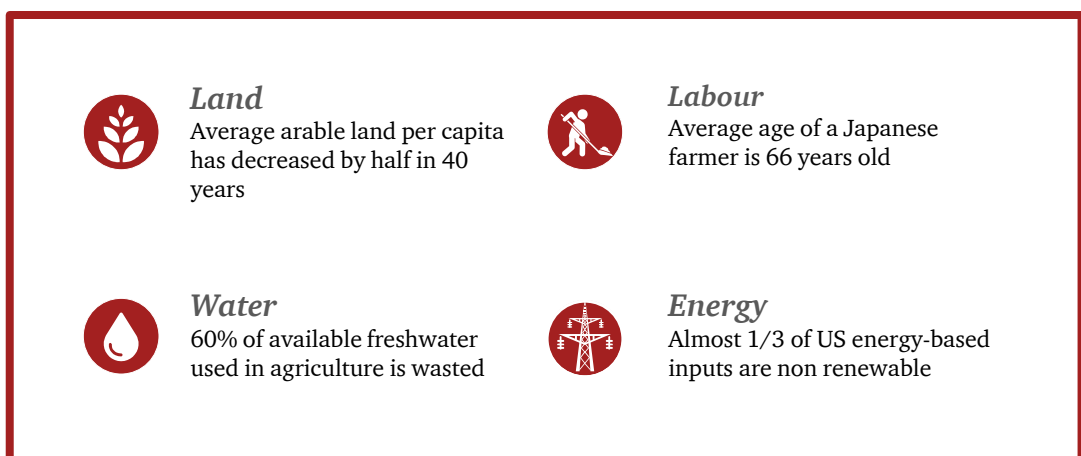 Land
Average arable land per capita
has decreased by half in 40
years
Labour
Average age of a Japanese
farmer is 66 years old
Water
60% of available freshwater
used in agriculture is wasted
Energy
Almost 1/3 of US energy-based
inputs are non renewable